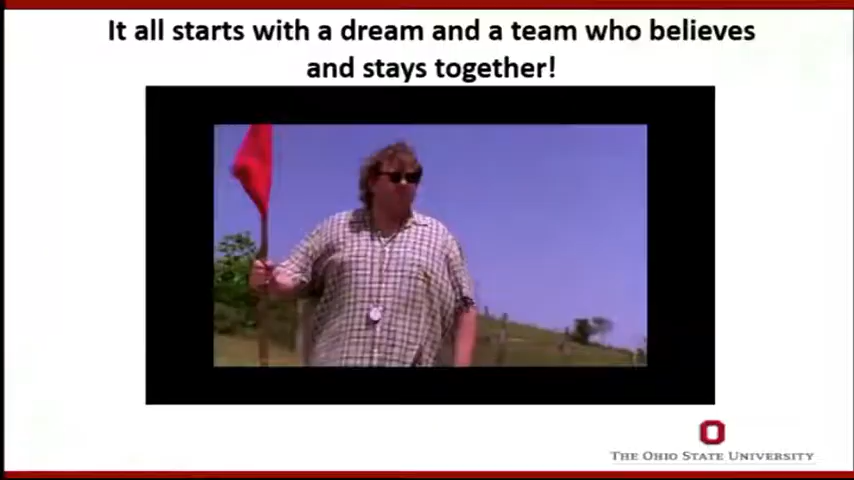 It all starts with a dream and a team who believes
and stays together!
THE OHIO STATE UNIVERSITY